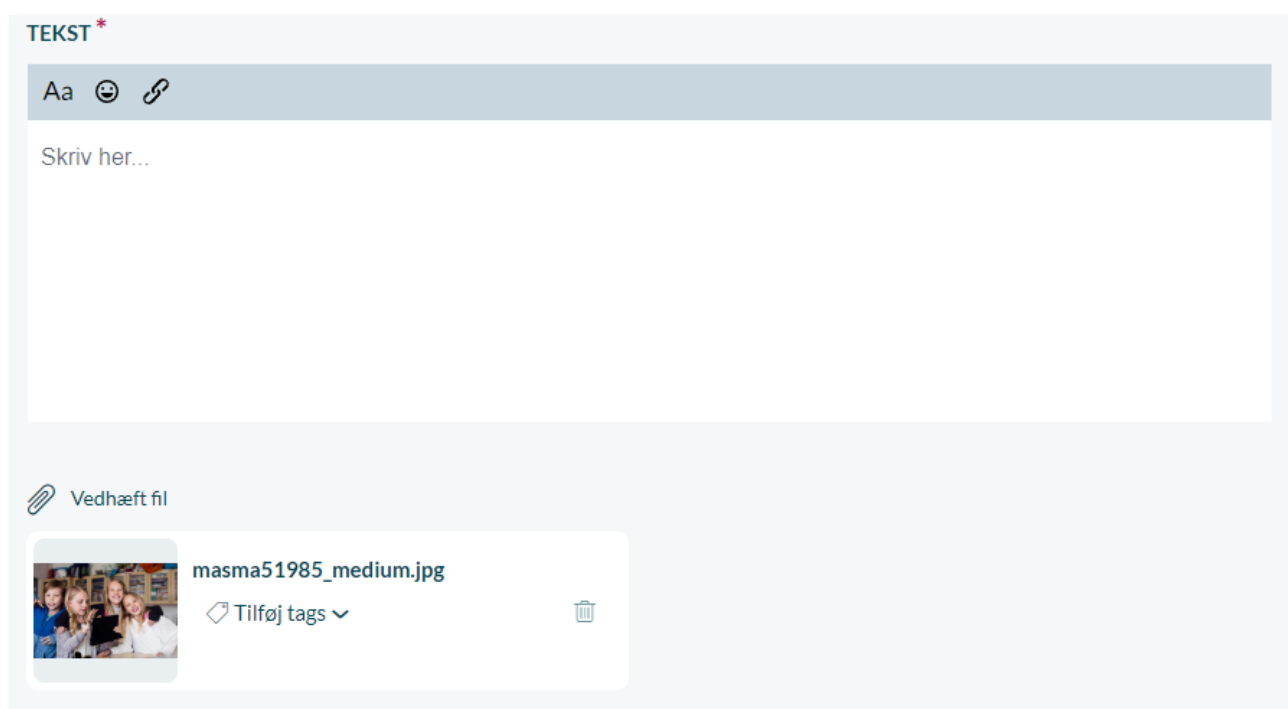 TEKST *
Aa
Skriv her...
Vedhæft fil
masma51985_medium.jpg
Tilføj tags